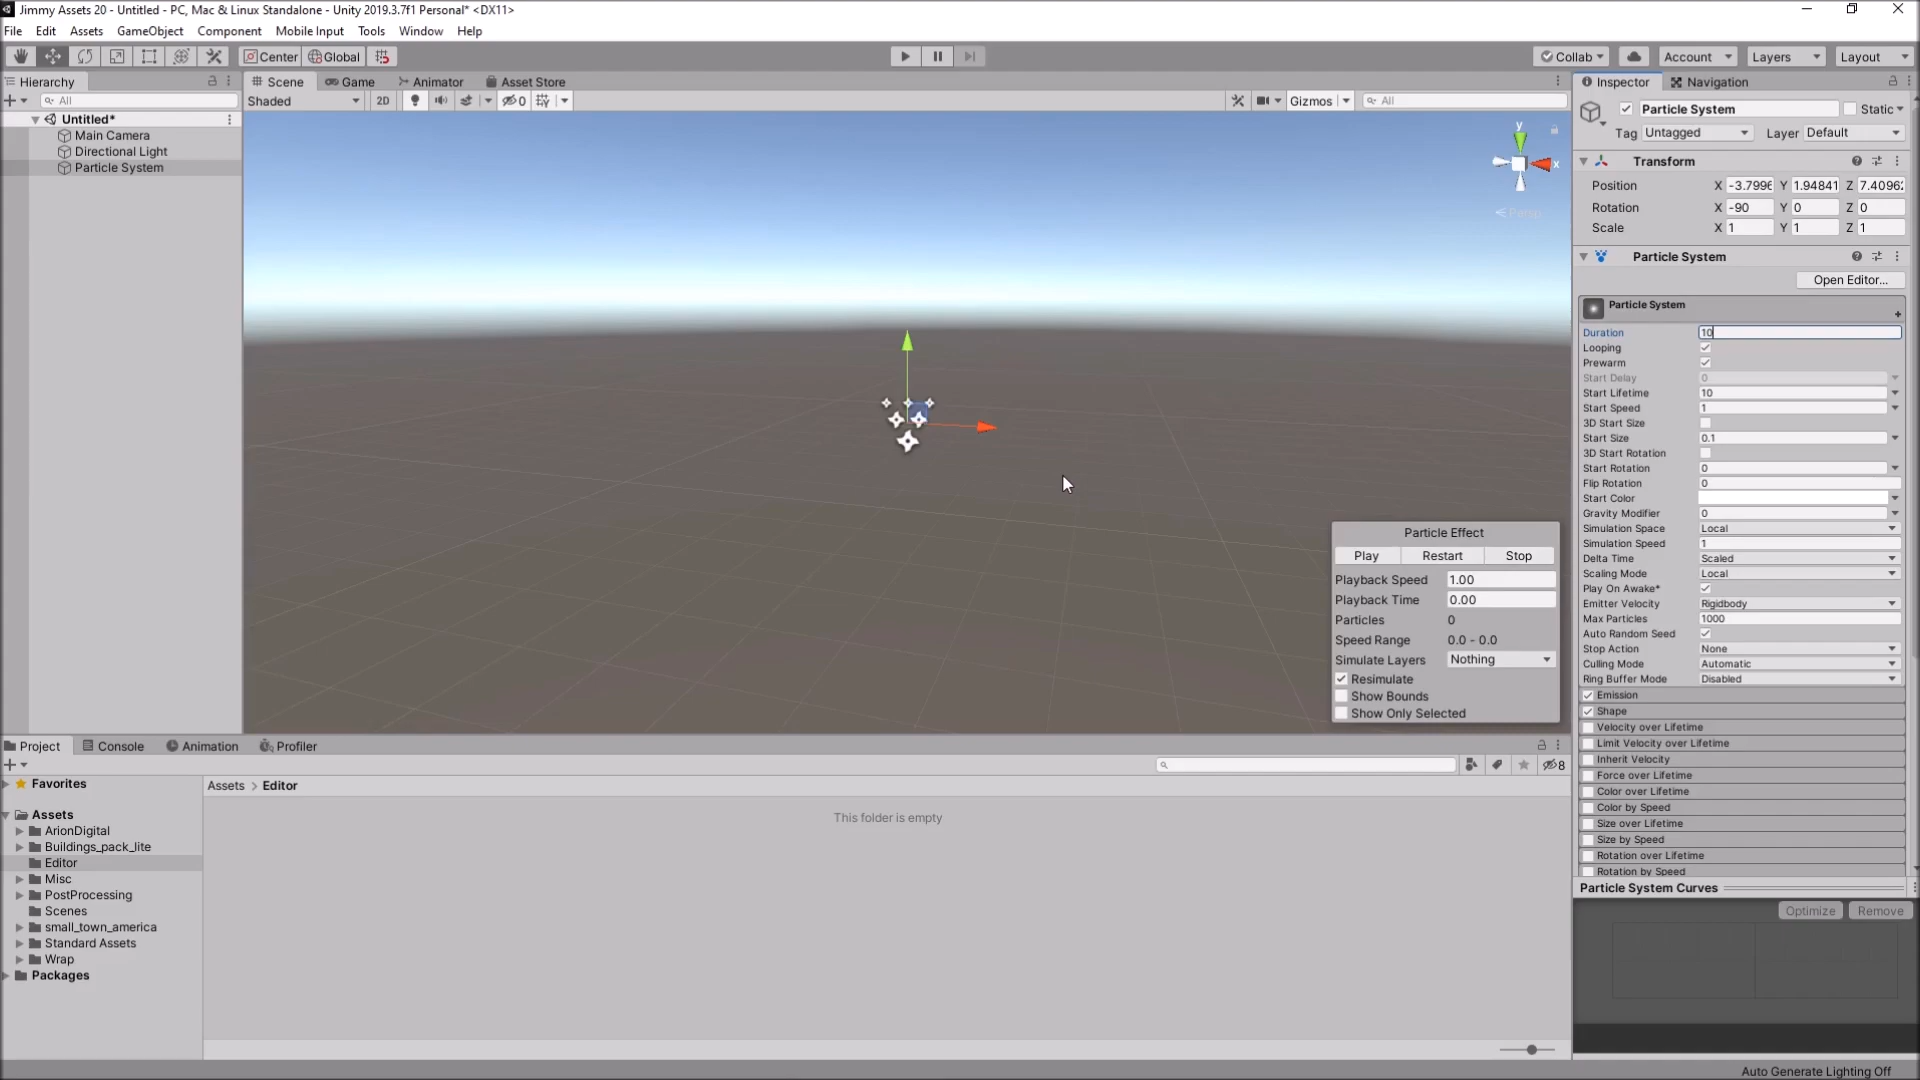 Jimmy Assets 20 - Untitled - PC, Mac & Linux Standalone - Unity 2019.3.7f1 Personal* <DX11>
File Edit Assets GameObject Component Mobile Input Tools Window Help
Center Global Collab Account Layers Layout
Hierarchy
All
Untitled*
Main Camera
Directional Light
Particle System
Scene Game Animator Asset Store
Shaded 2D 0 Gizmos All
y
x
Persp
Particle Effect
Play Restart Stop
Playback Speed 1.00
Playback Time 0.00
Particles 0
Speed Range 0.0 - 0.0
Simulate Layers Nothing
Resimulate
Show Bounds
Show Only Selected
Inspector Navigation
Particle System Static
Tag Untagged Layer Default
Transform
Position X -3.7996 Y 1.94841 Z 7.4096
Rotation X -90 Y 0 Z 0
Scale X 1 Y 1 Z 1
Particle System
Open Editor...
Particle System
Duration 10
Looping
Prewarm
Start Delay 0
Start Lifetime 10
Start Speed 1
3D Start Size
Start Size 0.1
3D Start Rotation
Start Rotation 0
Flip Rotation 0
Start Color
Gravity Modifier 0
Simulation Space Local
Simulation Speed 1
Delta Time Scaled
Scaling Mode Local
Play On Awake*
Emitter Velocity Rigidbody
Max Particles 1000
Auto Random Seed
Stop Action None
Culling Mode Automatic
Ring Buffer Mode Disabled
Emission
Shape
Velocity over Lifetime
Limit Velocity over Lifetime
Inherit Velocity
Force over Lifetime
Color over Lifetime
Color by Speed
Size over Lifetime
Size by Speed
Rotation over Lifetime
Rotation by Speed
Particle System Curves
Optimize Remove
Project Console Animation Profiler
8
Favorites
Assets
ArionDigital
Buildings_pack_lite
Editor
Misc
PostProcessing
Scenes
small_town_america
Standard Assets
Wrap
Packages
Assets > Editor
This folder is empty
Auto Generate Lighting Off